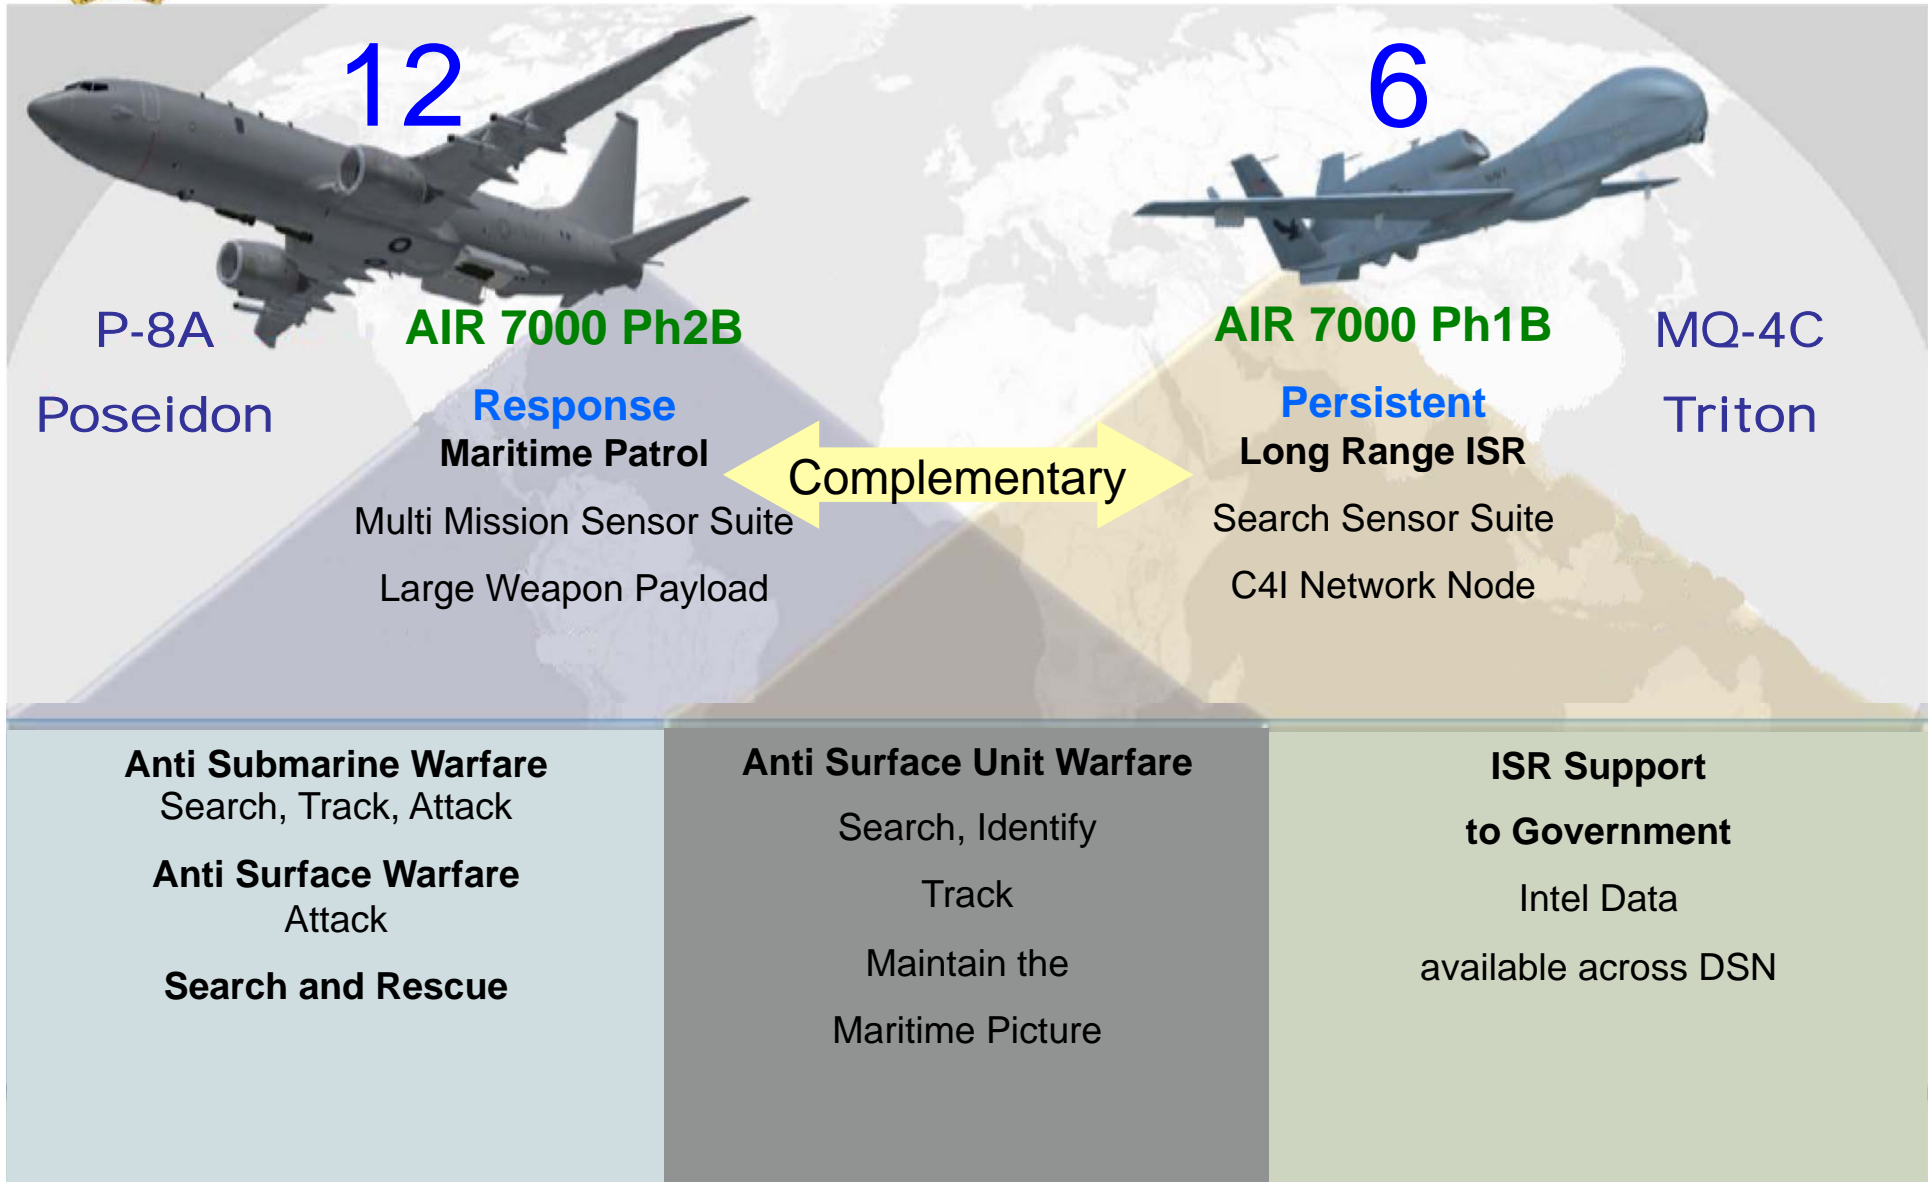 12
6
P-8A
Poseidon
AIR 7000 Ph2B
Response
Maritime Patrol
Multi Mission Sensor Suite
Large Weapon Payload
Complementary
AIR 7000 Ph1B
Persistent
Long Range ISR
Search Sensor Suite
C4I Network Node
MQ-4C
Triton
Anti Submarine Warfare
Search, Track, Attack
Anti Surface Warfare
Attack
Search and Rescue
Anti Surface Unit Warfare
Search, Identify
Track
Maintain the
Maritime Picture
ISR Support
to Government
Intel Data
available across DSN